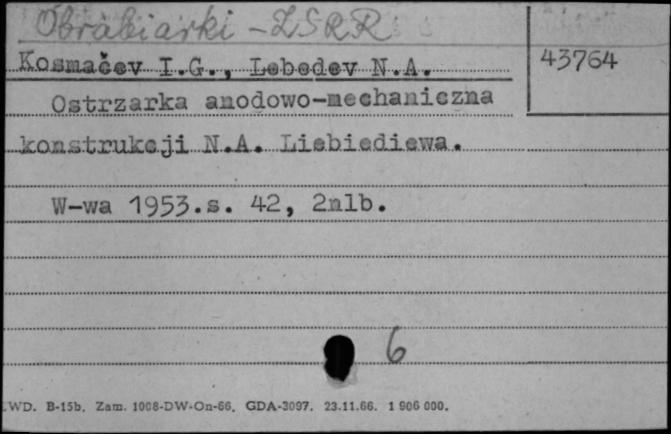 Obrabiarki - ZSRR
Kosmačev I.G., Lebedev N.A.
43764
Ostrzarka anodowo-mechaniczna
konstrukcji N.A. Liebiediewa.
W-wa 1953.s. 42, 2nlb.
6
WD. B-15b. Zam. 1008-DW-On-66. GDA-3097. 23.11.66. 1 906 000.